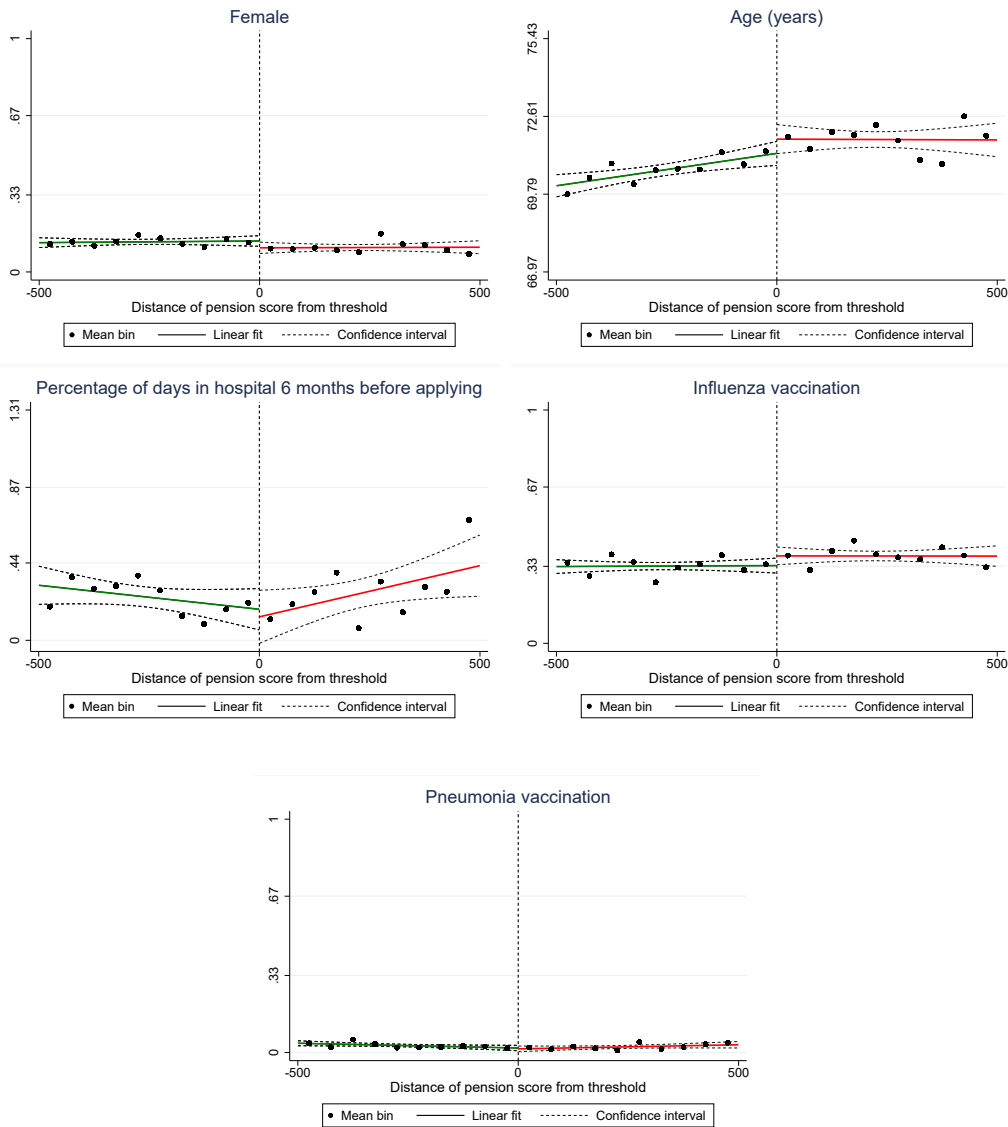 Female
1
.67
.33
0
-500 0 500
Distance of pension score from threshold
Mean bin Linear fit Confidence interval
Age (years)
75.43
72.61
69.79
66.97
-500 0 500
Distance of pension score from threshold
Mean bin Linear fit Confidence interval
Percentage of days in hospital 6 months before applying
1.31
.87
.44
0
-500 0 500
Distance of pension score from threshold
Mean bin Linear fit Confidence interval
Influenza vaccination
1
.67
.33
0
-500 0 500
Distance of pension score from threshold
Mean bin Linear fit Confidence interval
Pneumonia vaccination
1
.67
.33
0
-500 0 500
Distance of pension score from threshold
Mean bin Linear fit Confidence interval